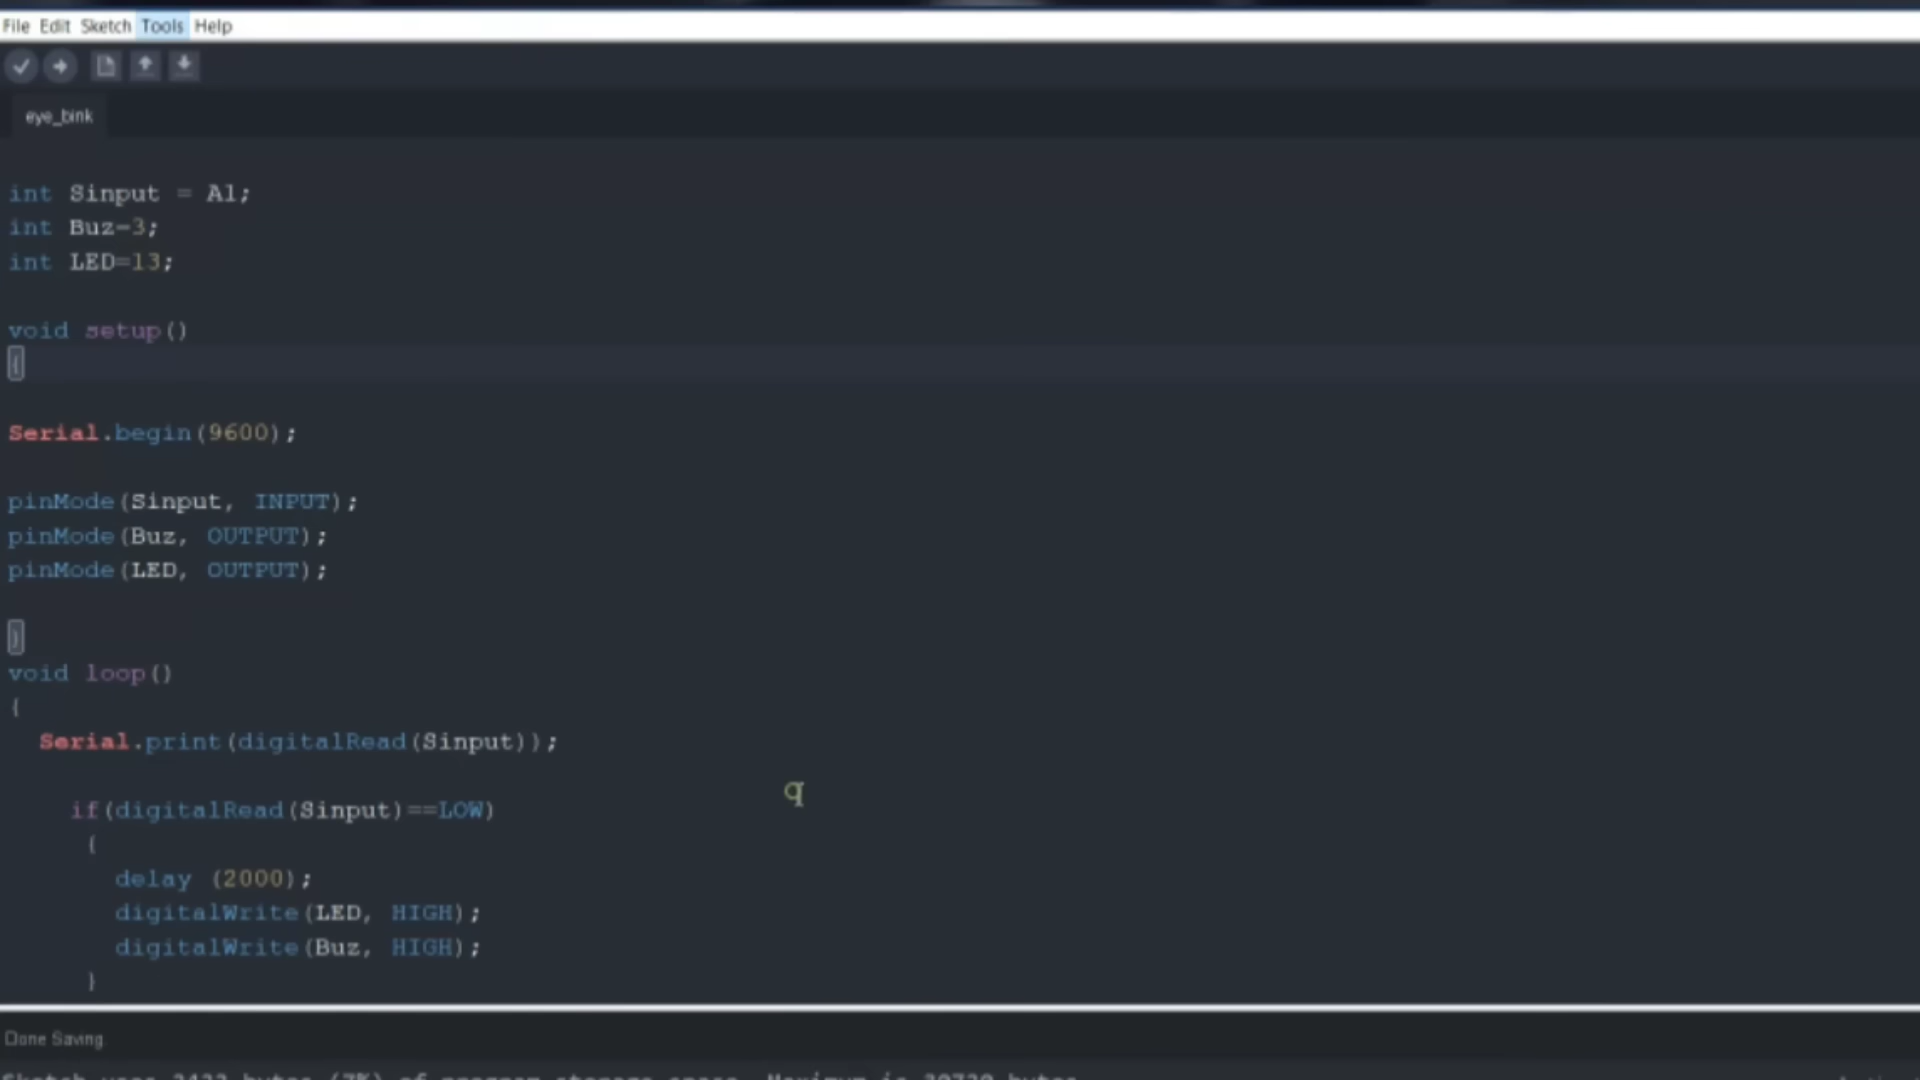 File Edit Sketch Tools Help
eye_bink
int Sinput = A1;
int Buz=3;
int LED=13;
void setup()
{
Serial.begin(9600);
pinMode(Sinput, INPUT);
pinMode(Buz, OUTPUT);
pinMode(LED, OUTPUT);
}
void loop()
{
Serial.print(digitalRead(Sinput));
q
if(digitalRead(Sinput)==LOW)
{
delay (2000);
digitalWrite(LED, HIGH);
digitalWrite(Buz, HIGH);
}
Done Saving